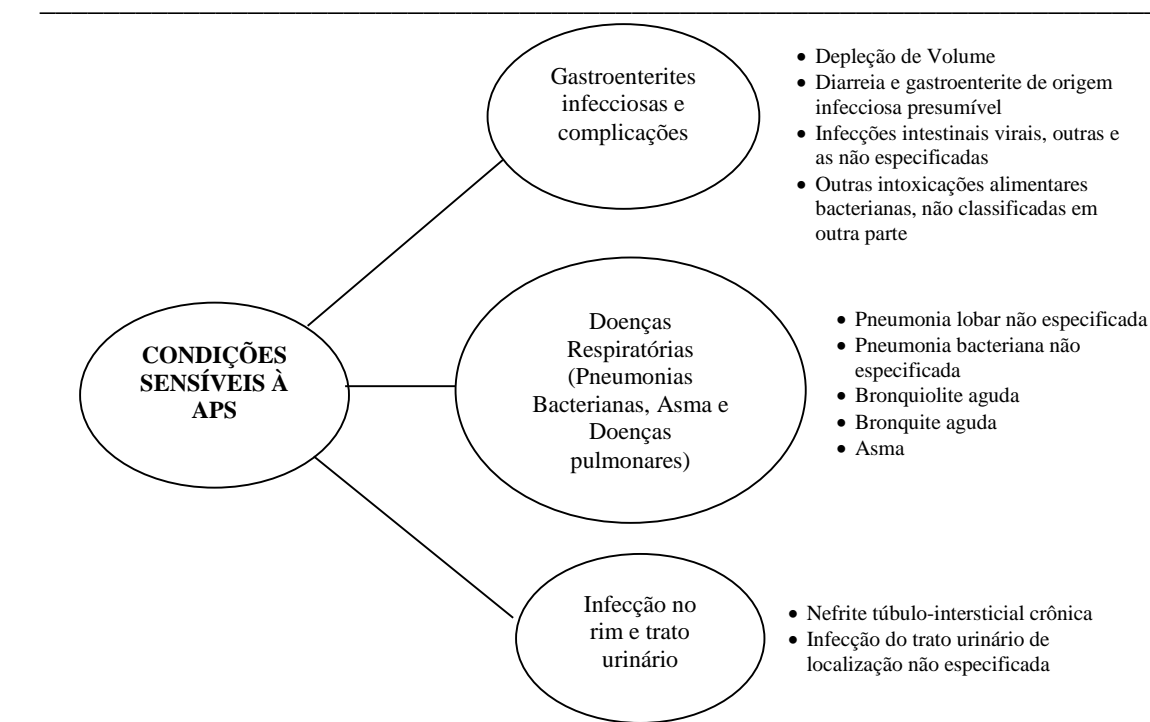 Gastroenterites
infecciosas e
complicações
• Depleção de Volume
• Diarreia e gastroenterite de origem
infecciosa presumível
• Infecções intestinais virais, outras e
as não especificadas
• Outras intoxicações alimentares
bacterianas, não classificadas em
outra parte
CONDIÇÕES
SENSÍVEIS À
APS
Doenças
Respiratórias
(Pneumonias
Bacterianas, Asma e
Doenças
pulmonares)
• Pneumonia lobar não especificada
• Pneumonia bacteriana não
especificada
• Bronquiolite aguda
• Bronquite aguda
• Asma
Infecção no
rim e trato
urinário
• Nefrite túbulo-intersticial crônica
• Infecção do trato urinário de
localização não especificada